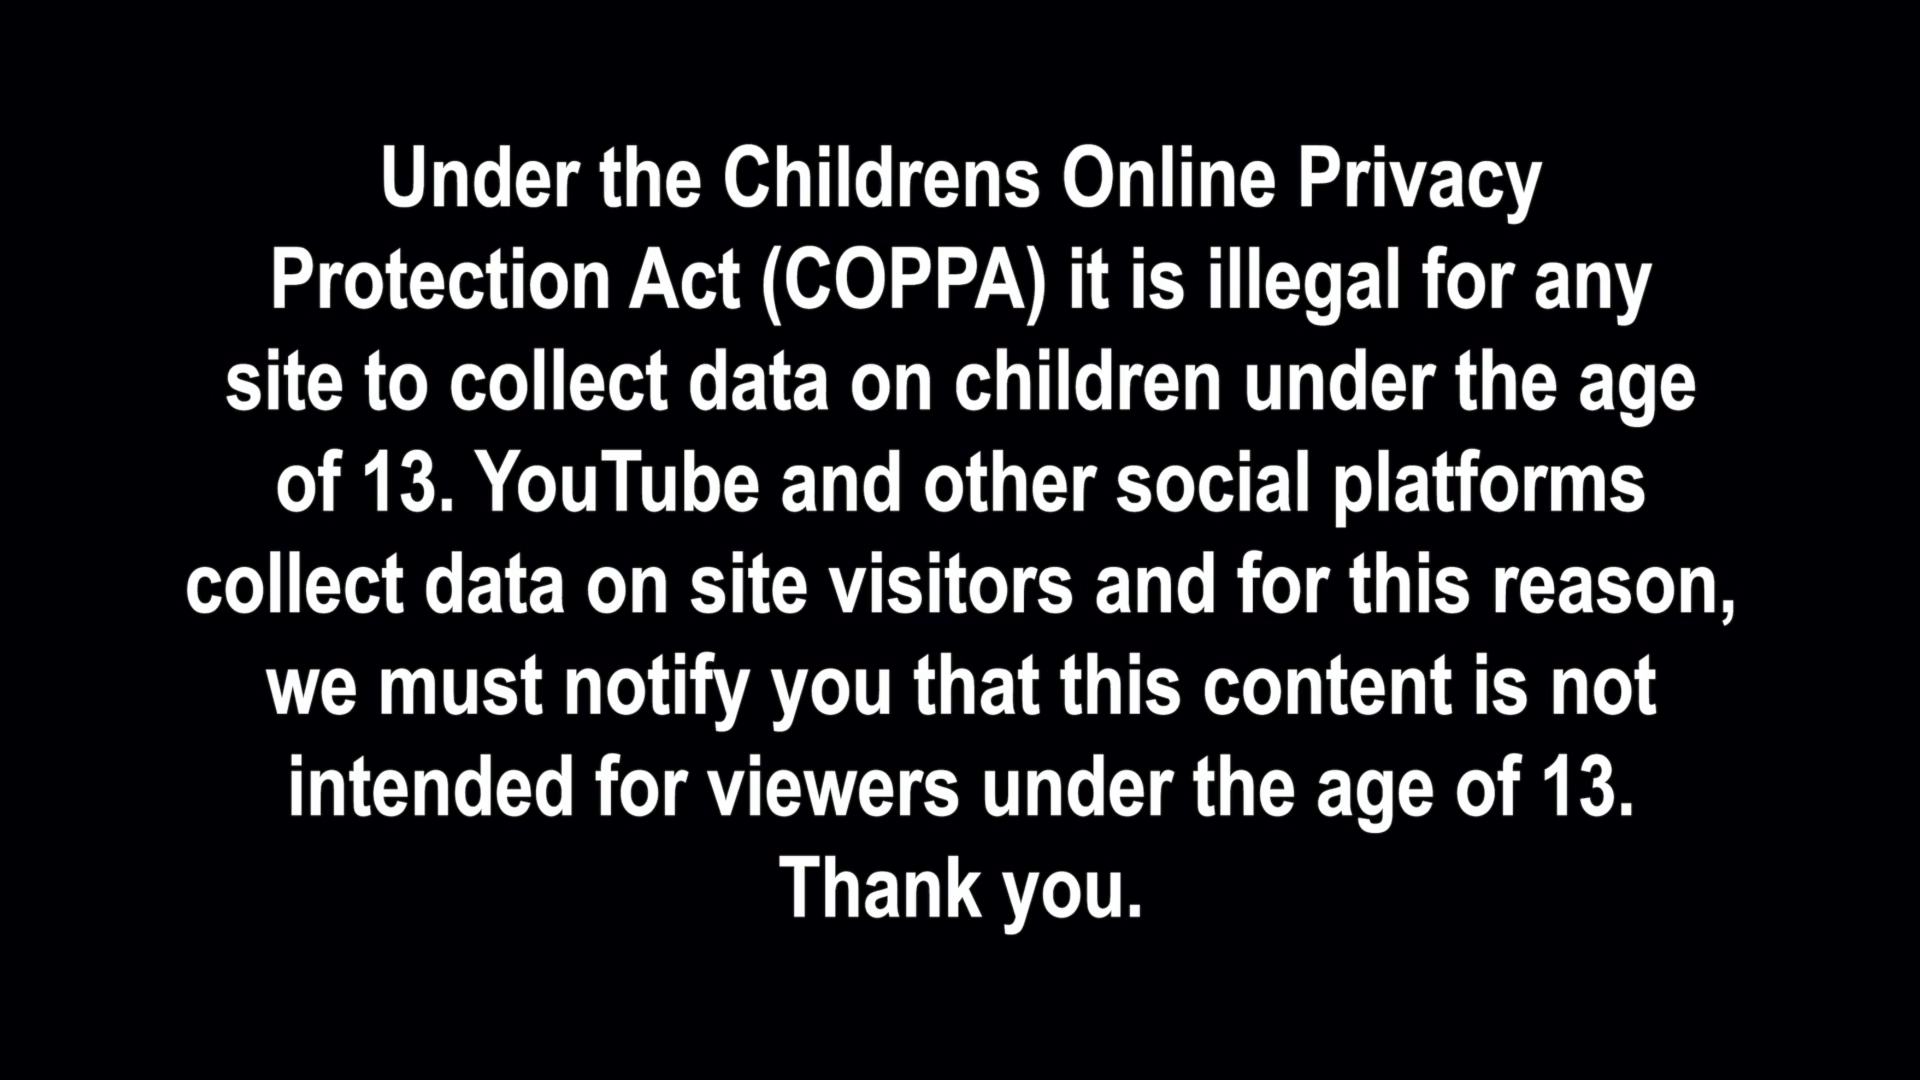 Under the Childrens Online Privacy
Protection Act (COPPA) it is illegal for any
site to collect data on children under the age
of 13. YouTube and other social platforms
collect data on site visitors and for this reason,
we must notify you that this content is not
intended for viewers under the age of 13.
Thank you.